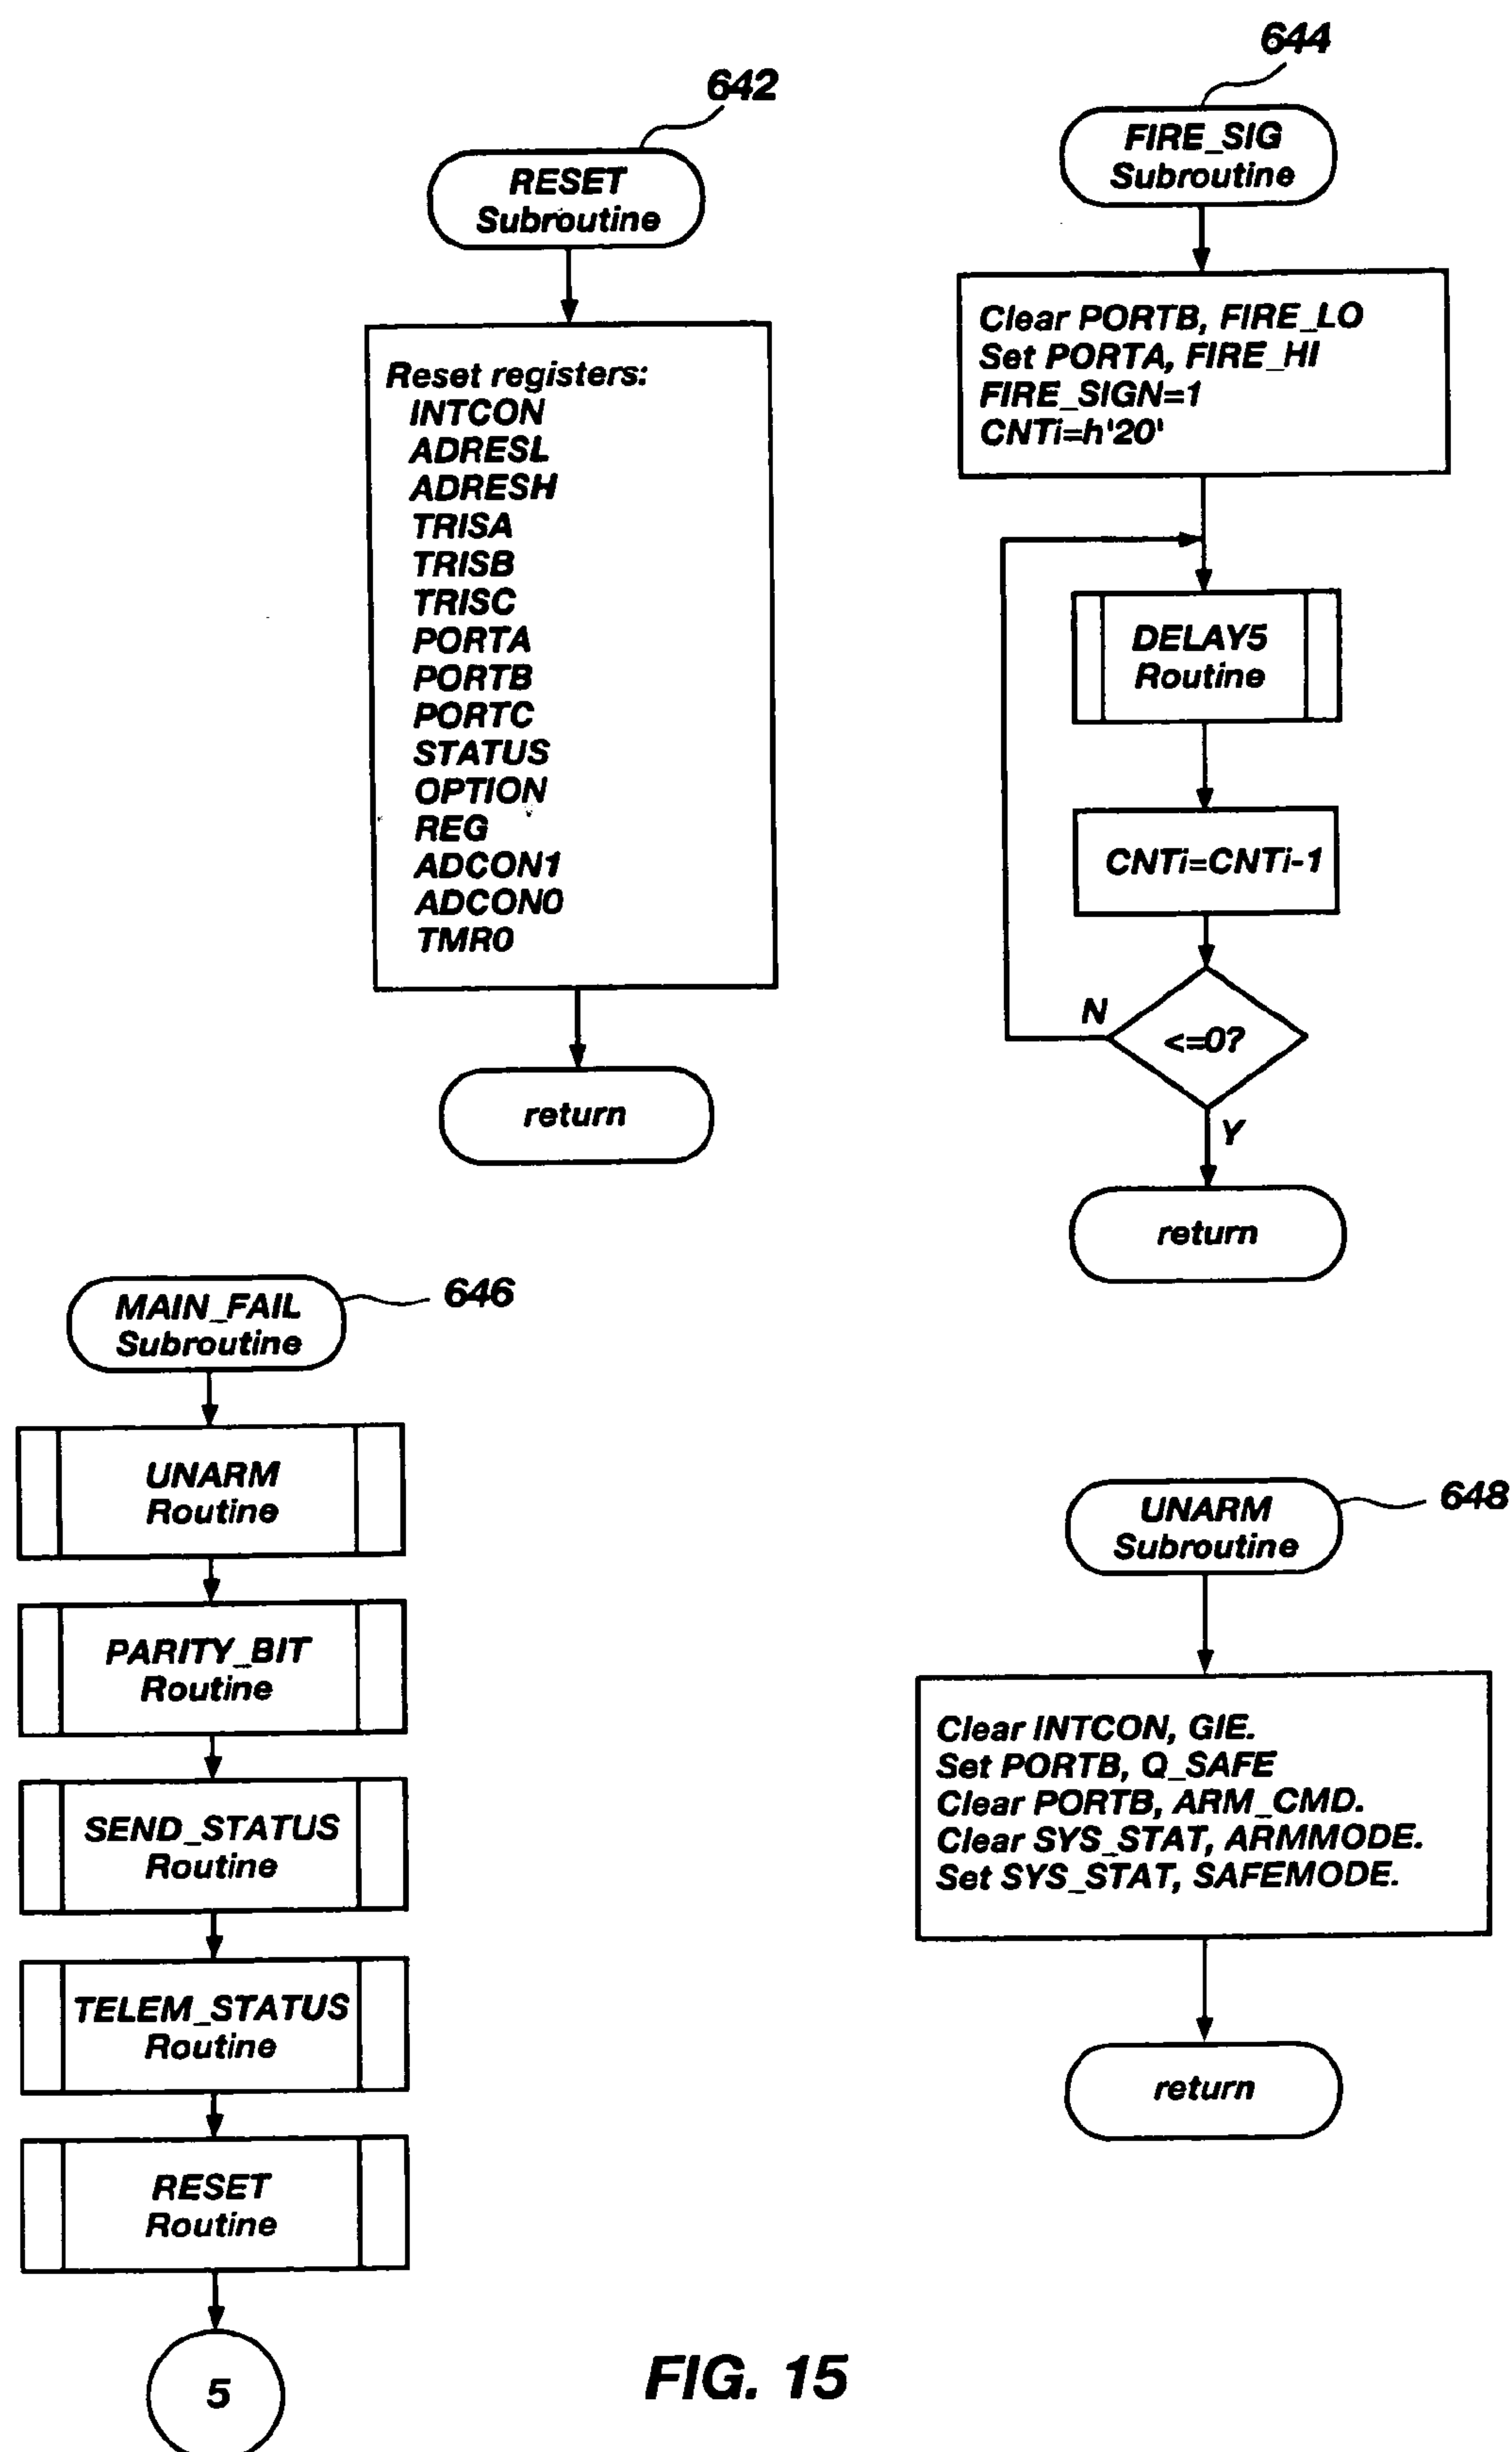 642
RESET
Subroutine
Reset registers:
INTCON
ADRESL
ADRESH
TRISA
TRISB
TRISC
PORTA
PORTB
PORTC
STATUS
OPTION
REG
ADCON1
ADCON0
TMR0
return
644
FIRE_SIG
Subroutine
Clear PORTB, FIRE_LO
Set PORTA, FIRE_HI
FIRE_SIGN=1
CNTi=h'20'
DELAY5
Routine
CNTi=CNTi-1
<=0?
N
Y
return
646
MAIN_FAIL
Subroutine
UNARM
Routine
PARITY_BIT
Routine
SEND_STATUS
Routine
TELEM_STATUS
Routine
RESET
Routine
5
648
UNARM
Subroutine
Clear INTCON, GIE.
Set PORTB, Q_SAFE
Clear PORTB, ARM_CMD.
Clear SYS_STAT, ARMMODE.
Set SYS_STAT, SAFEMODE.
return
FIG. 15